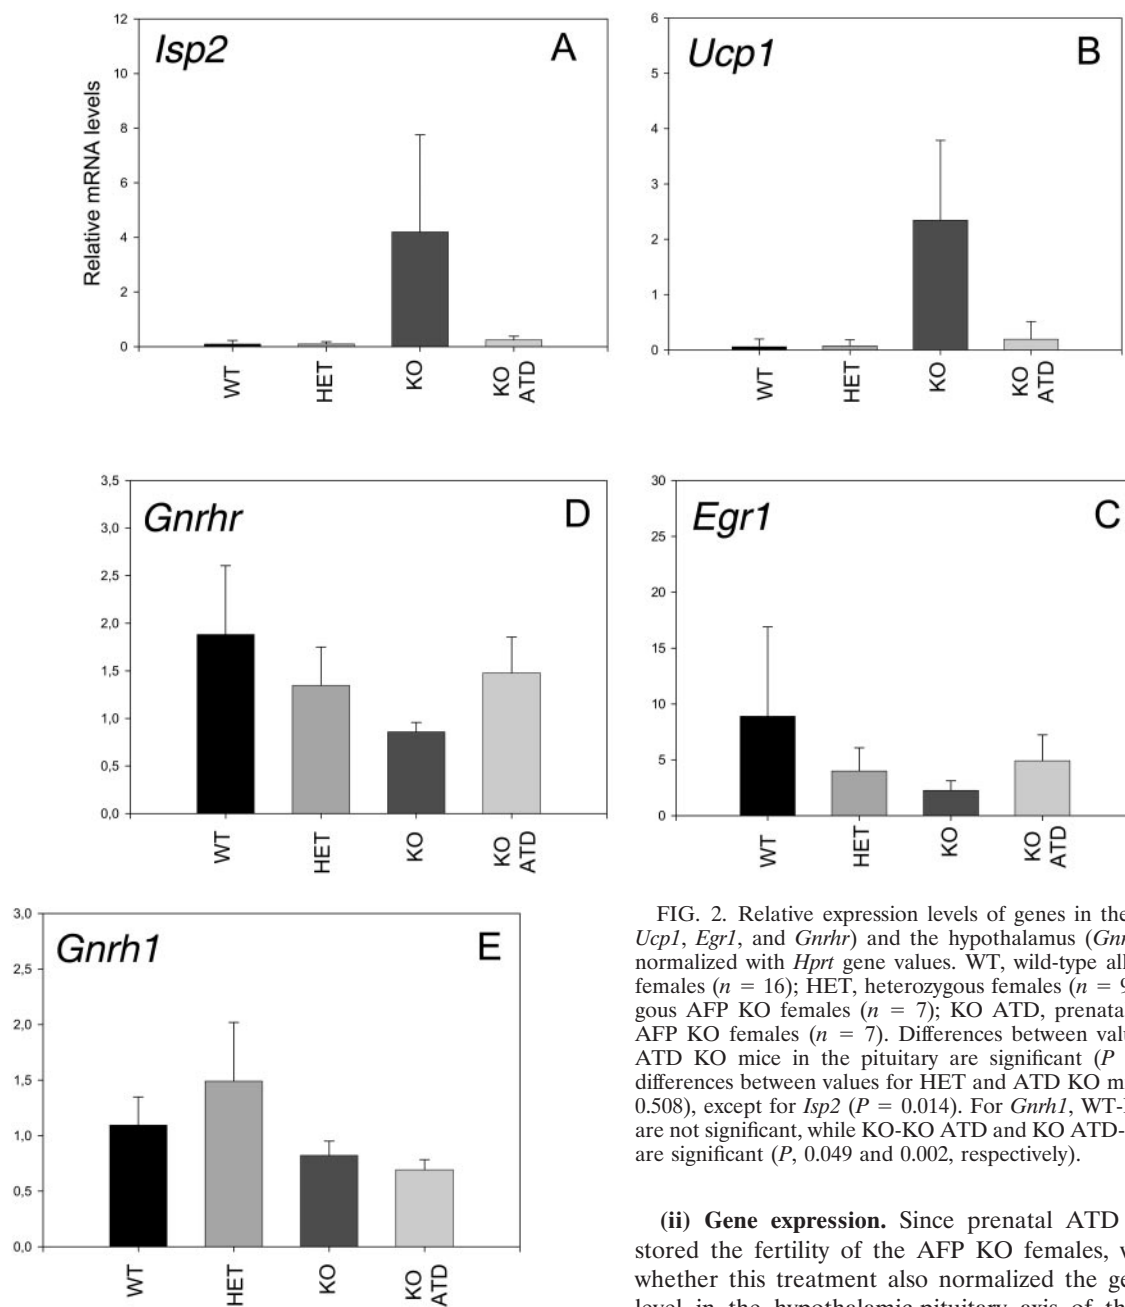 Isp2
A
Relative mRNA levels
12
10
8
6
4
2
0
WT
HET
KO
KO
ATD
Ucp1
B
6
5
4
3
2
1
0
WT
HET
KO
KO
ATD
Gnrhr
D
3,5
3,0
2,5
2,0
1,5
1,0
0,5
0,0
WT
HET
KO
KO
ATD
Egr1
C
30
25
20
15
10
5
0
WT
HET
KO
KO
ATD
Gnrh1
E
3,0
2,5
2,0
1,5
1,0
0,5
0,0
WT
HET
KO
KO
ATD
FIG. 2. Relative expression levels of genes in the
Ucp1, Egr1, and Gnrhr) and the hypothalamus (Gnr
normalized with Hprt gene values. WT, wild-type all
females (n = 16); HET, heterozygous females (n = 9
gous AFP KO females (n = 7); KO ATD, prenata
AFP KO females (n = 7). Differences between valu
ATD KO mice in the pituitary are significant (P
differences between values for HET and ATD KO m
0.508), except for Isp2 (P = 0.014). For Gnrh1, WT-
are not significant, while KO-KO ATD and KO ATD-
are significant (P, 0.049 and 0.002, respectively).
(ii) Gene expression. Since prenatal ATD
stored the fertility of the AFP KO females, w
whether this treatment also normalized the ge
level in the hypothalamic-pituitary axis of th